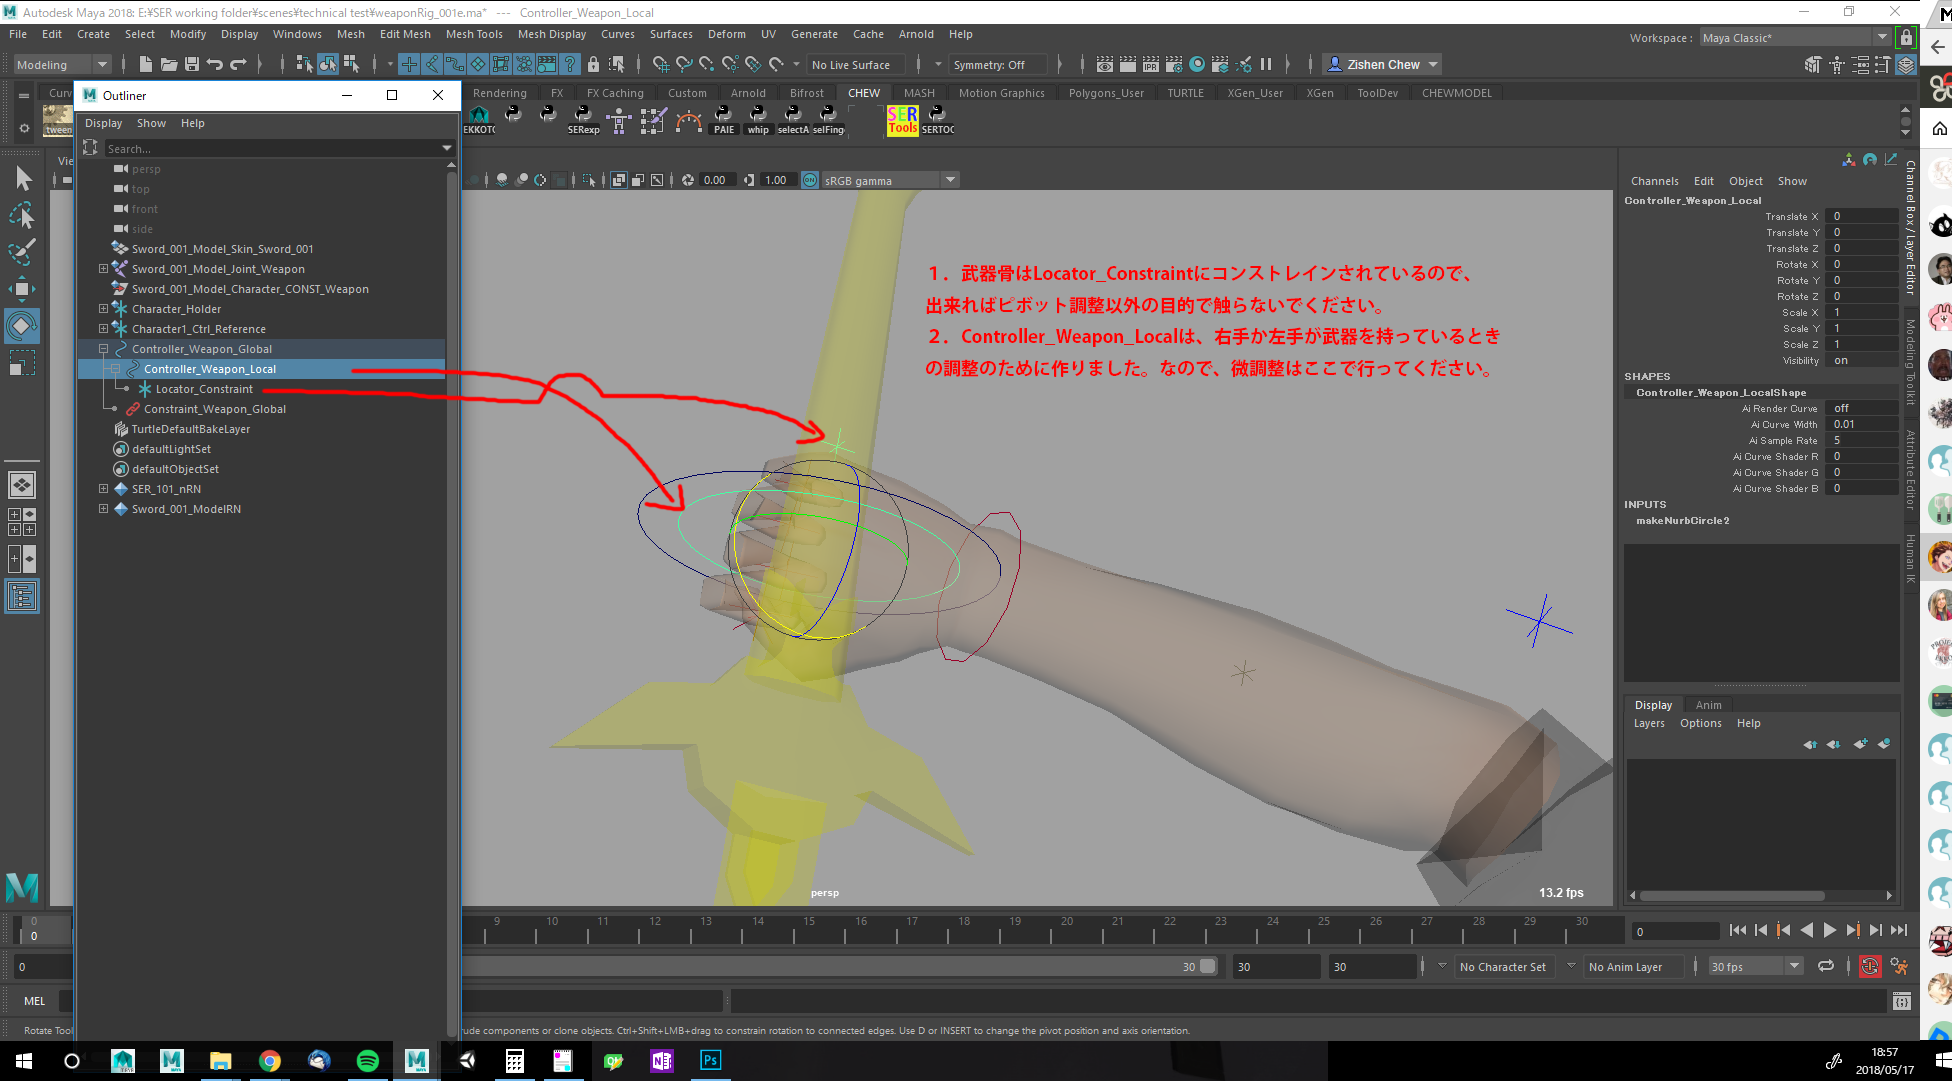 Autodesk Maya 2018: E:¥SER working folder¥scenes¥technical test¥weaponRig_001e.ma* --- Controller_Weapon_Local
File Edit Create Select Modify Display Windows Mesh Edit Mesh Mesh Tools Mesh Display Curves Surfaces Deform UV Generate Cache Arnold Help
Workspace : Maya Classic*
Modeling No Live Surface Symmetry: Off Zishen Chew
Rendering FX FX Caching Custom Arnold Bifrost CHEW MASH Motion Graphics Polygons_User TURTLE XGen_User XGen ToolDev CHEWMODEL
tween EKKOTO SERexp PAIE whip selectA selFing SER Tools SERTOC
Outliner
Display Show Help
Search...
persp
top
front
side
Sword_001_Model_Skin_Sword_001
Sword_001_Model_Joint_Weapon
Sword_001_Model_Character_CONST_Weapon
Character_Holder
Character1_Ctrl_Reference
Controller_Weapon_Global
Controller_Weapon_Local
Locator_Constraint
Constraint_Weapon_Global
TurtleDefaultBakeLayer
defaultLightSet
defaultObjectSet
SER_101_nRN
Sword_001_ModelRN
0.00 1.00 ON sRGB gamma
１．武器骨はLocator_Constraintにコンストレインされているので、
出来ればピボット調整以外の目的で触らないでください。
２．Controller_Weapon_Localは、右手か左手が武器を持っているとき
の調整のために作りました。なので、微調整はここで行ってください。
persp
13.2 fps
Channels Edit Object Show
Controller_Weapon_Local
Translate X 0
Translate Y 0
Translate Z 0
Rotate X 0
Rotate Y 0
Rotate Z 0
Scale X 1
Scale Y 1
Scale Z 1
Visibility on
SHAPES
Controller_Weapon_LocalShape
Ai Render Curve off
Ai Curve Width 0.01
Ai Sample Rate 5
Ai Curve Shader R 0
Ai Curve Shader G 0
Ai Curve Shader B 0
INPUTS
makeNurbCircle2
Channel Box / Layer Editor
Modeling Toolkit
Attribute Editor
Human IK
Display Anim
Layers Options Help
0 9 10 11 12 13 14 15 16 17 18 19 20 21 22 23 24 25 26 27 28 29 30
0 0
0 30 30 30 No Character Set No Anim Layer 30 fps
MEL
Rotate Tool
ude components or clone objects. Ctrl+Shift+LMB+drag to constrain rotation to connected edges. Use D or INSERT to change the pivot position and axis orientation.
18:57
2018/05/17